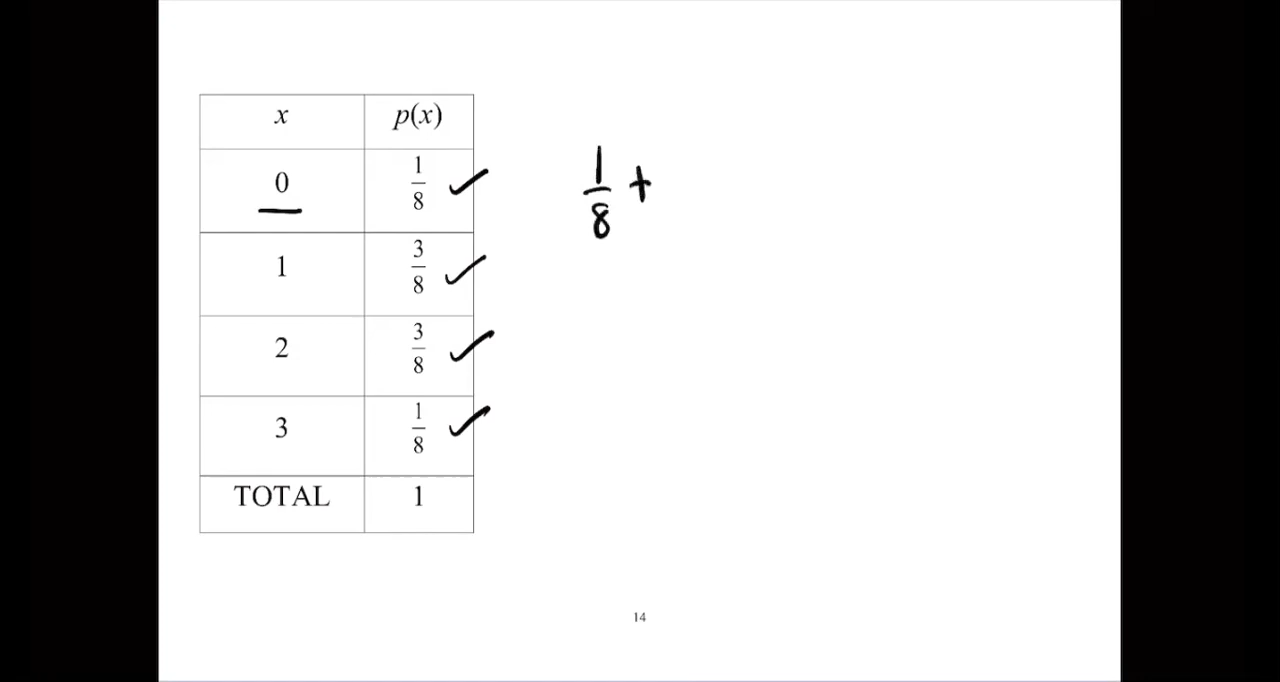 x p(x)
0 1/8 ✓ 1/8 +
1 3/8 ✓
2 3/8 ✓
3 1/8 ✓
TOTAL 1
14